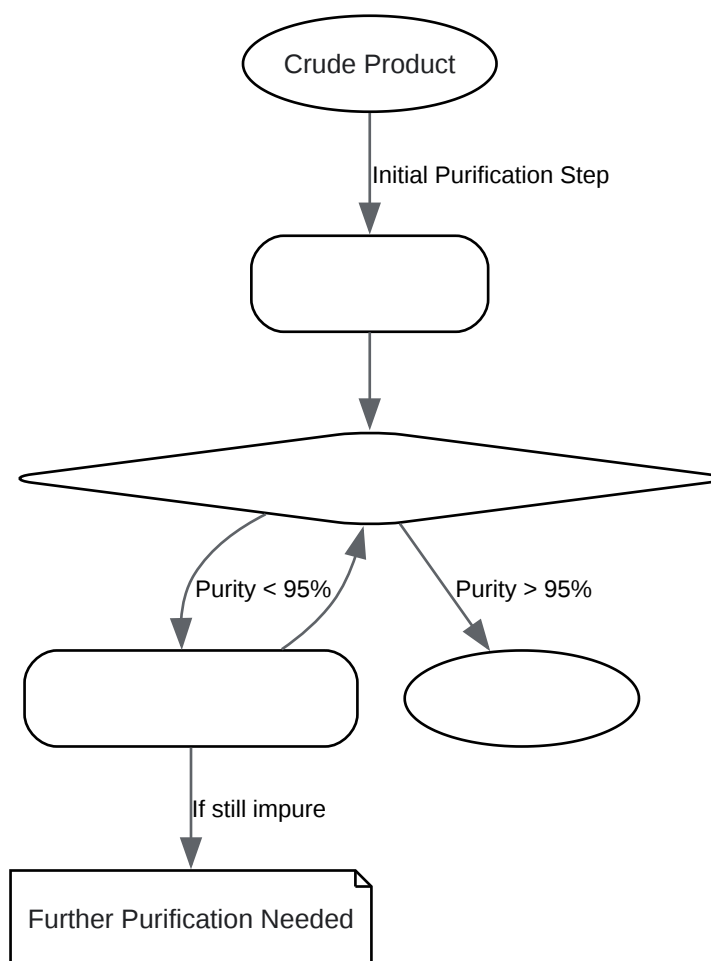 Crude Product
Initial Purification Step
Purity < 95%
Purity > 95%
If still impure
Further Purification Needed